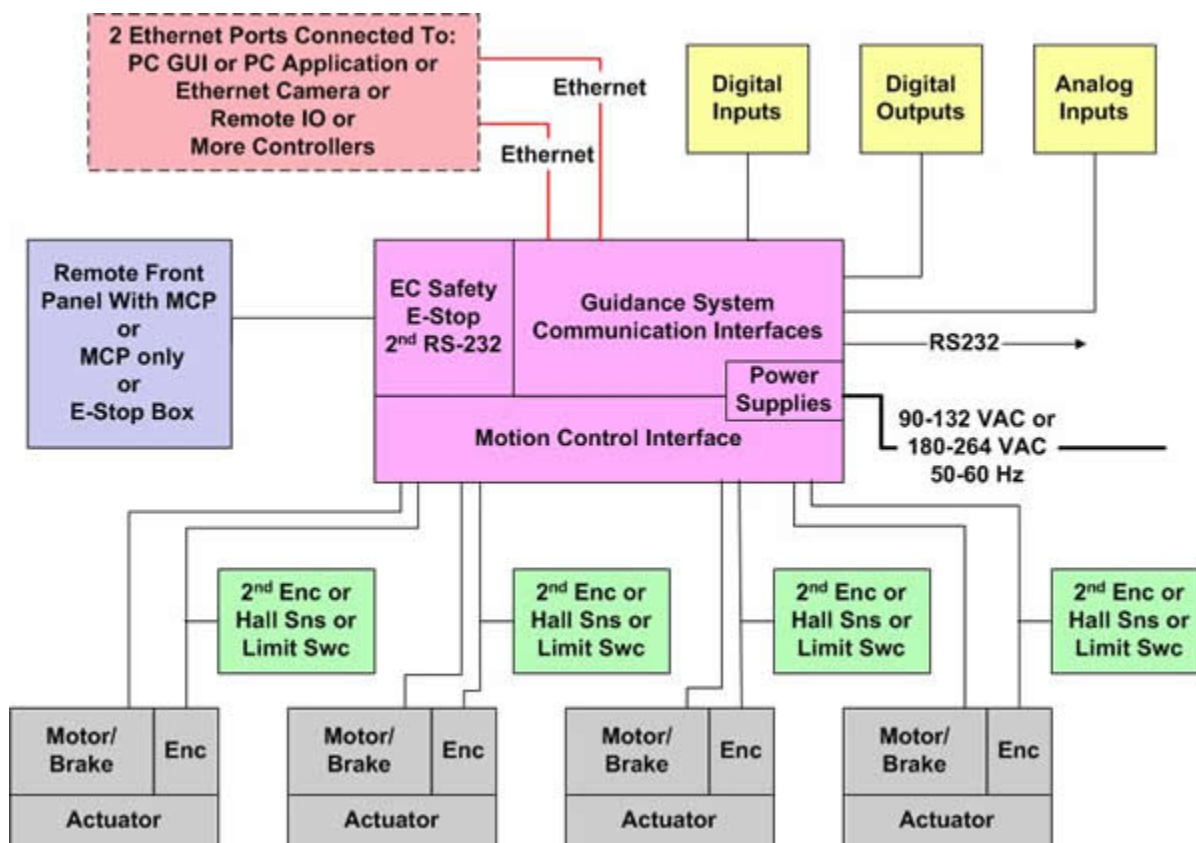 2 Ethernet Ports Connected To:
PC GUI or PC Application or
Ethernet Camera or
Remote IO or
More Controllers
Ethernet
Ethernet
Digital
Inputs
Digital
Outputs
Analog
Inputs
Remote Front
Panel With MCP
or
MCP only
or
E-Stop Box
EC Safety
E-Stop
2nd RS-232
Guidance System
Communication Interfaces
RS232
Power
Supplies
90-132 VAC or
180-264 VAC
50-60 Hz
Motion Control Interface
2nd Enc or
Hall Sns or
Limit Swc
2nd Enc or
Hall Sns or
Limit Swc
2nd Enc or
Hall Sns or
Limit Swc
2nd Enc or
Hall Sns or
Limit Swc
Motor/
Brake
Enc
Actuator
Motor/
Brake
Enc
Actuator
Motor/
Brake
Enc
Actuator
Motor/
Brake
Enc
Actuator